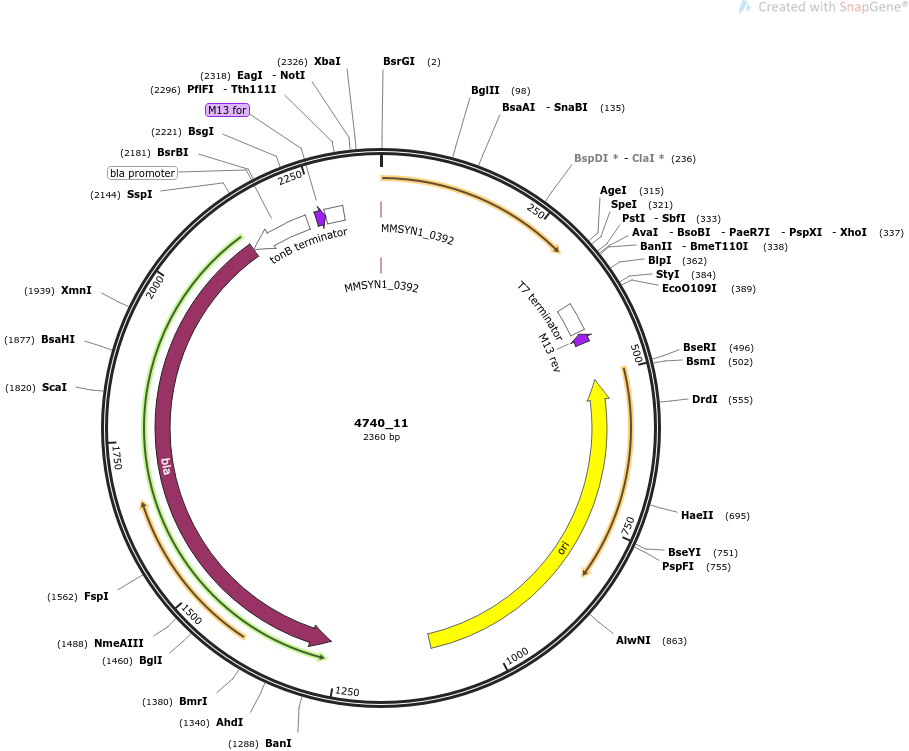 Created with SnapGene®
(2326) XbaI
BsrGI (2)
(2318) EagI - NotI
(2296) PflFI - Tth111I
BglII (98)
M13 for
BsaAI - SnaBI (135)
(2221) BsgI
(2181) BsrBI
BspDI * - ClaI * (236)
bla promoter
2250
(2144) SspI
AgeI (315)
SpeI (321)
250
PstI - SbfI (333)
AvaI - BsoBI - PaeR7I - PspXI - XhoI (337)
tonB terminator
MMSYN1_0392
BanII - BmeT110I (338)
BlpI (362)
StyI (384)
2000
MMSYN1_0392
EcoO109I (389)
(1939) XmnI
T7 terminator
(1877) BsaHI
M13 rev
500
BseRI (496)
BsmI (502)
(1820) ScaI
DrdI (555)
4740_11
2360 bp
1750
bla
HaeII (695)
750
ori
BseYI (751)
PspFI (755)
(1562) FspI
1500
(1488) NmeAIII
AlwNI (863)
(1460) BglI
1000
1250
(1380) BmrI
(1340) AhdI
(1288) BanI